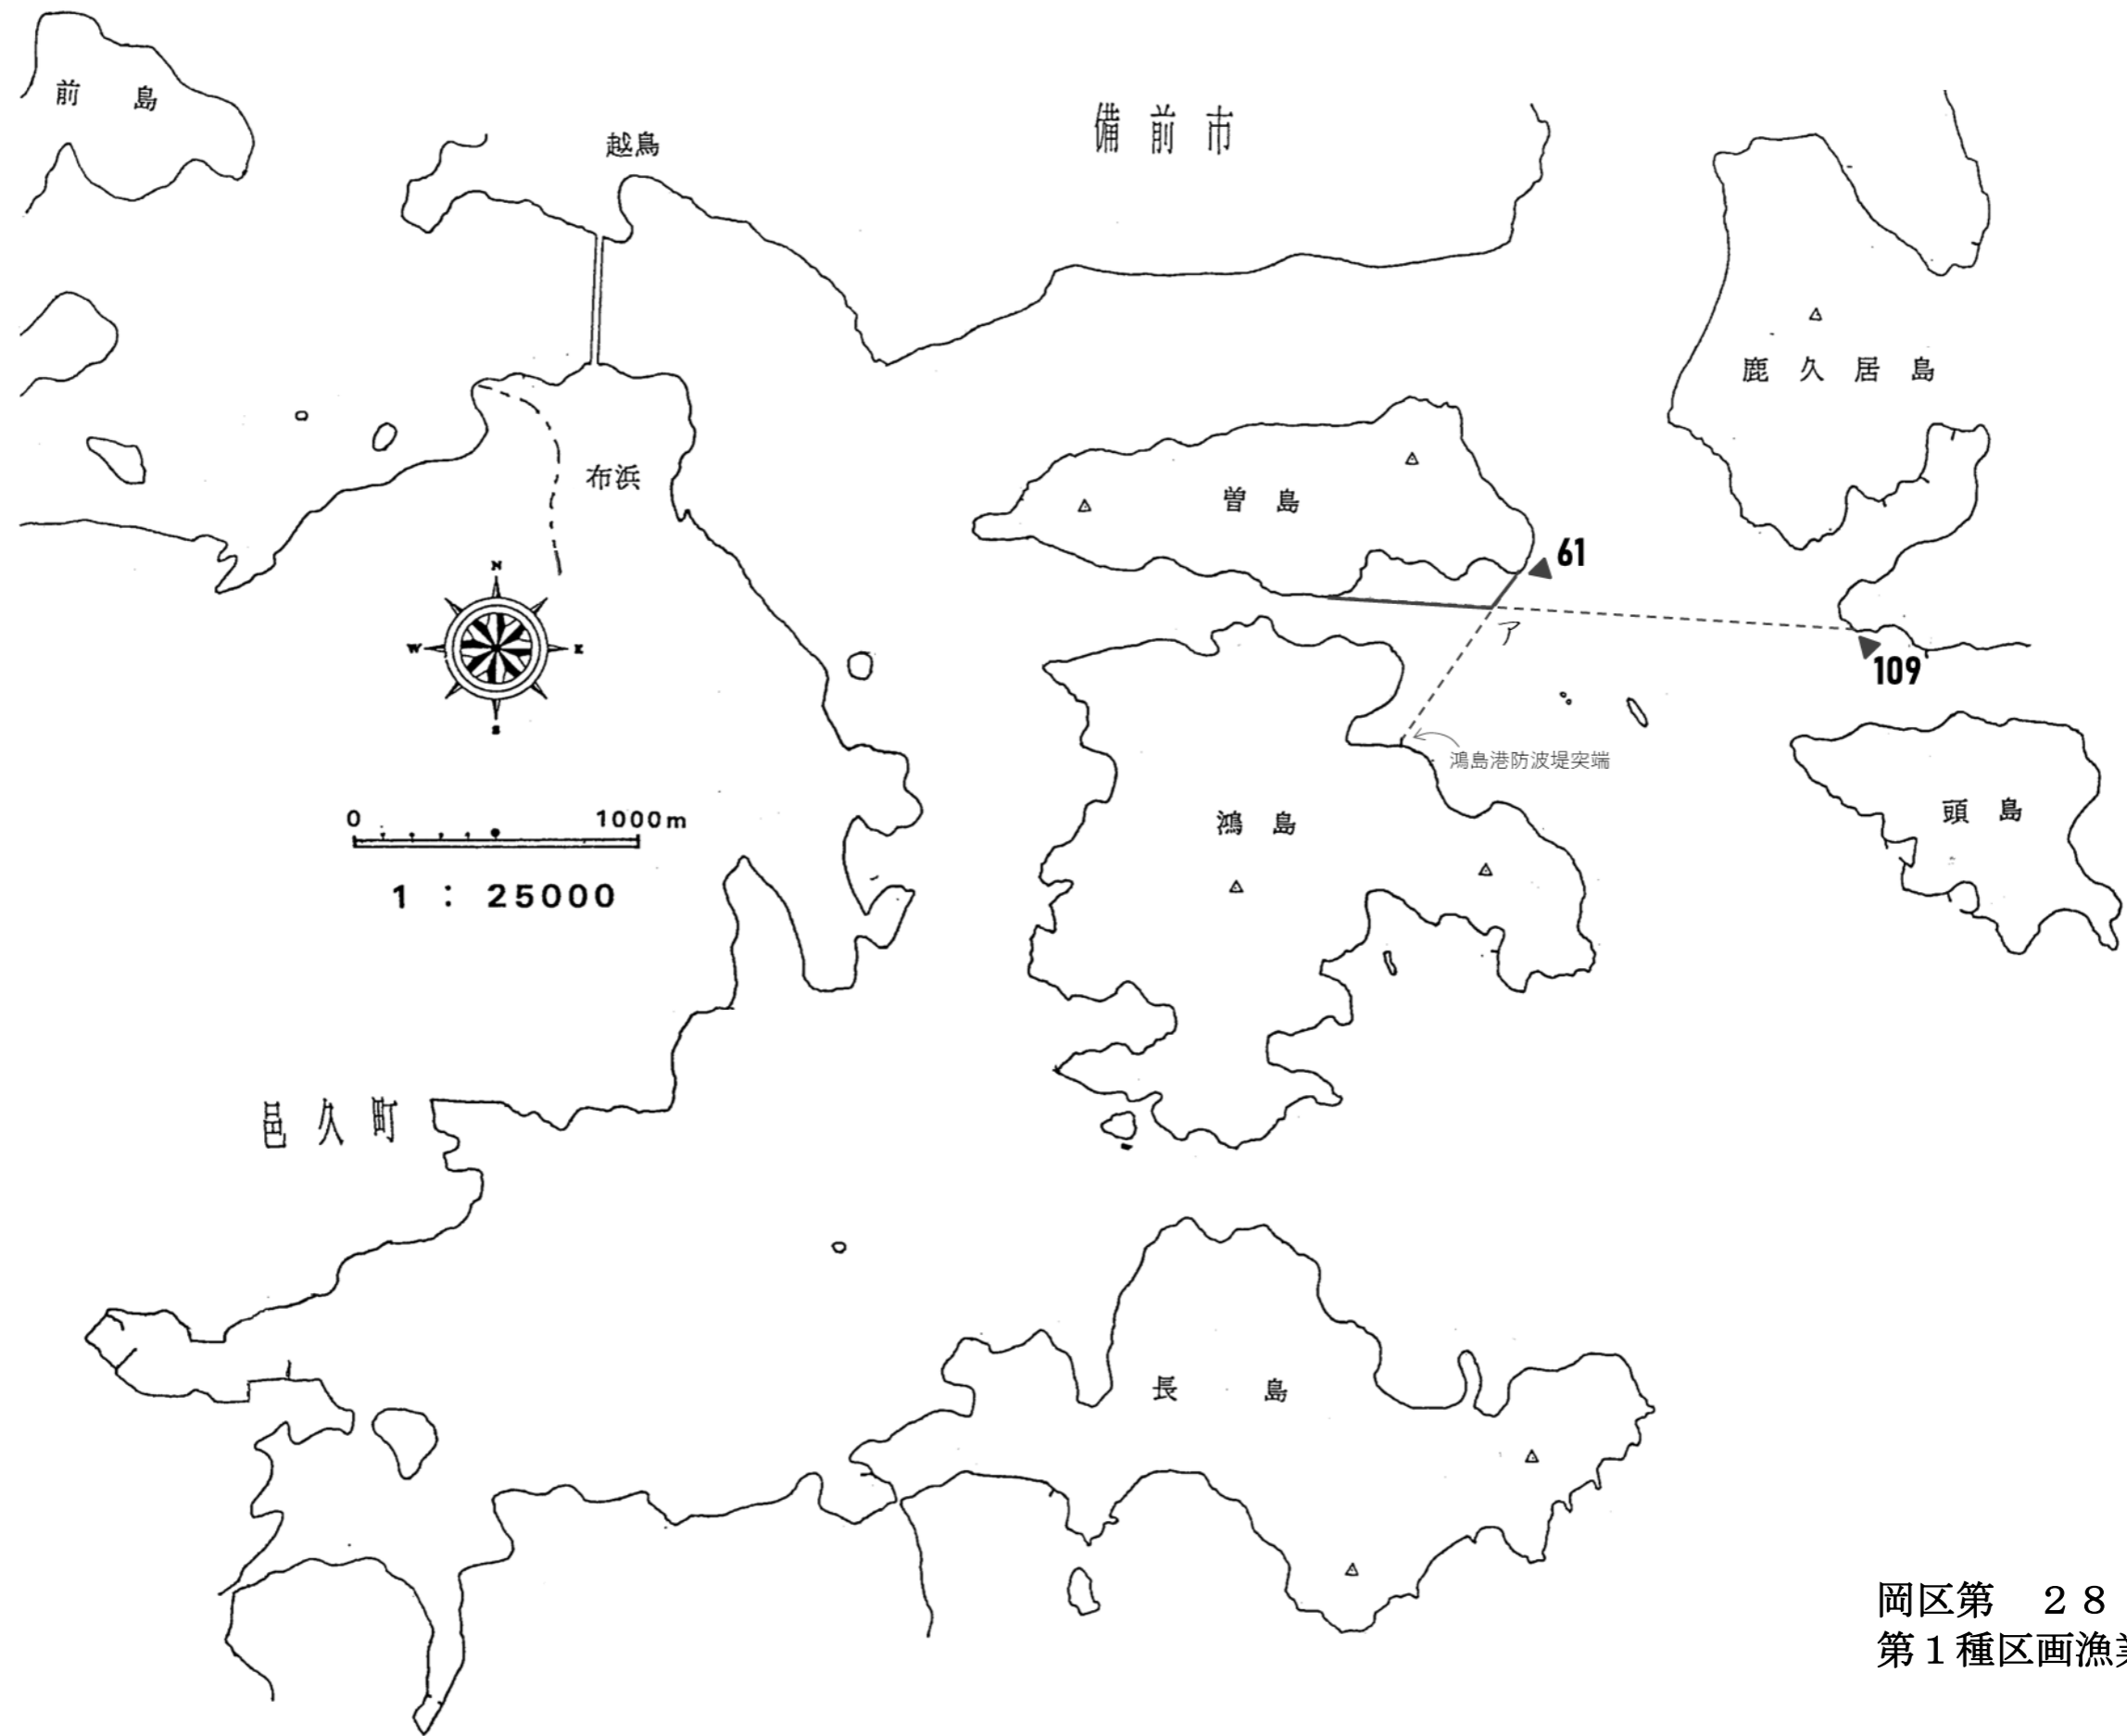 前島
越鳥
備前市
鹿久居島
布浜
曽島
61
ア
109
N
W
E
S
鴻島港防波堤突端
鴻島
頭島
0 1000m
1 : 25000
邑久町
長島
岡区第 28
第1種区画漁業